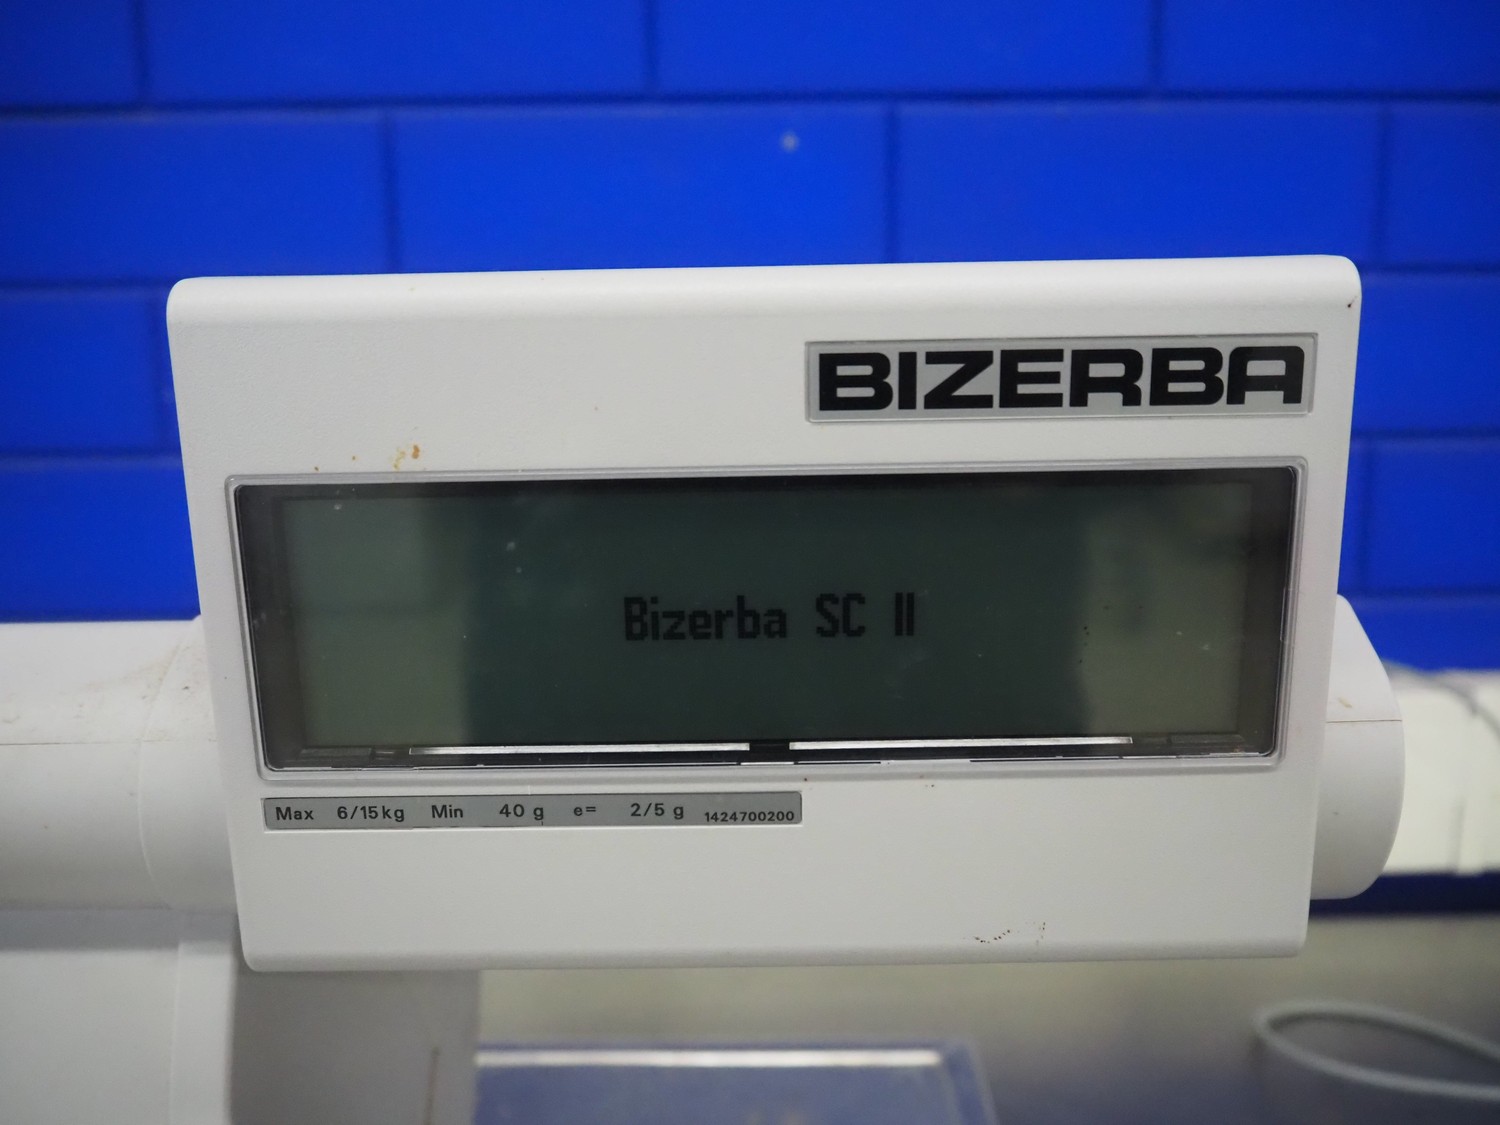 BIZERBA
Bizerba SC II
Max 6/15kg Min 40 g e= 2/5 g 1424700200